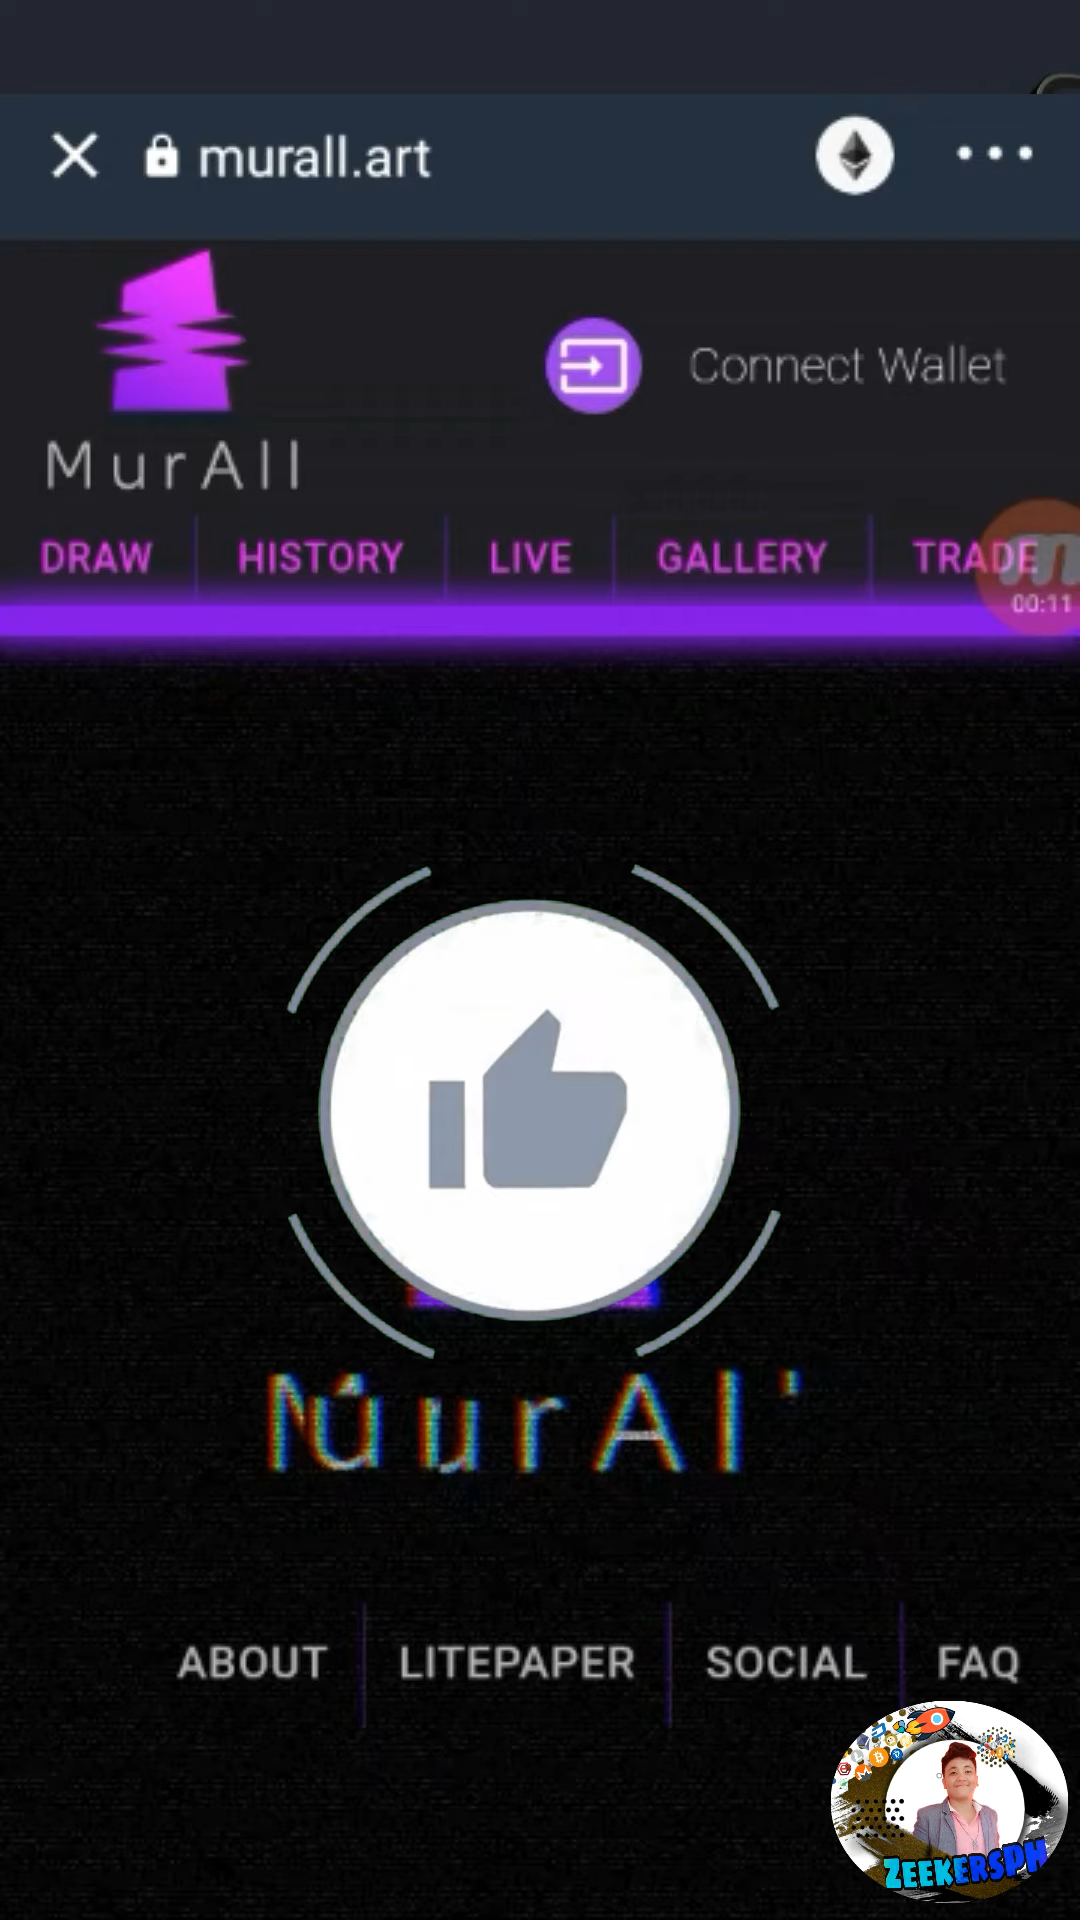 murall.art
Connect Wallet
MurAll
DRAW HISTORY LIVE GALLERY TRADE
00:11
MurAl
ABOUT LITEPAPER SOCIAL FAQ
ZEEKERSPH